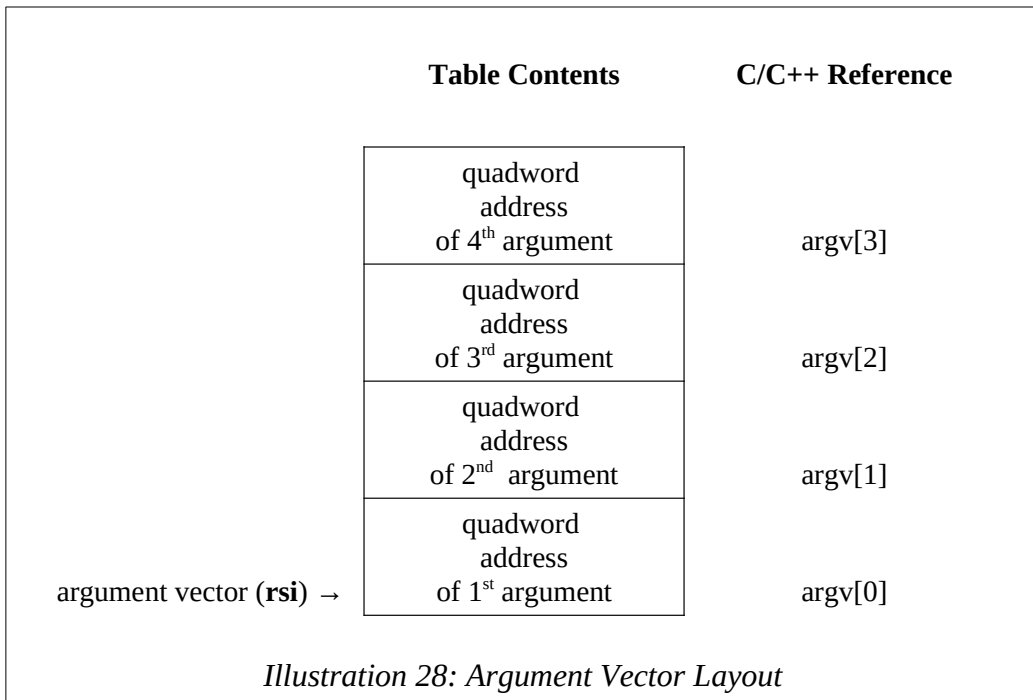 Table Contents C/C++ Reference
quadword
address
of 4th argument argv[3]
quadword
address
of 3rd argument argv[2]
quadword
address
of 2nd argument argv[1]
quadword
address
argument vector (rsi) → of 1st argument argv[0]
Illustration 28: Argument Vector Layout